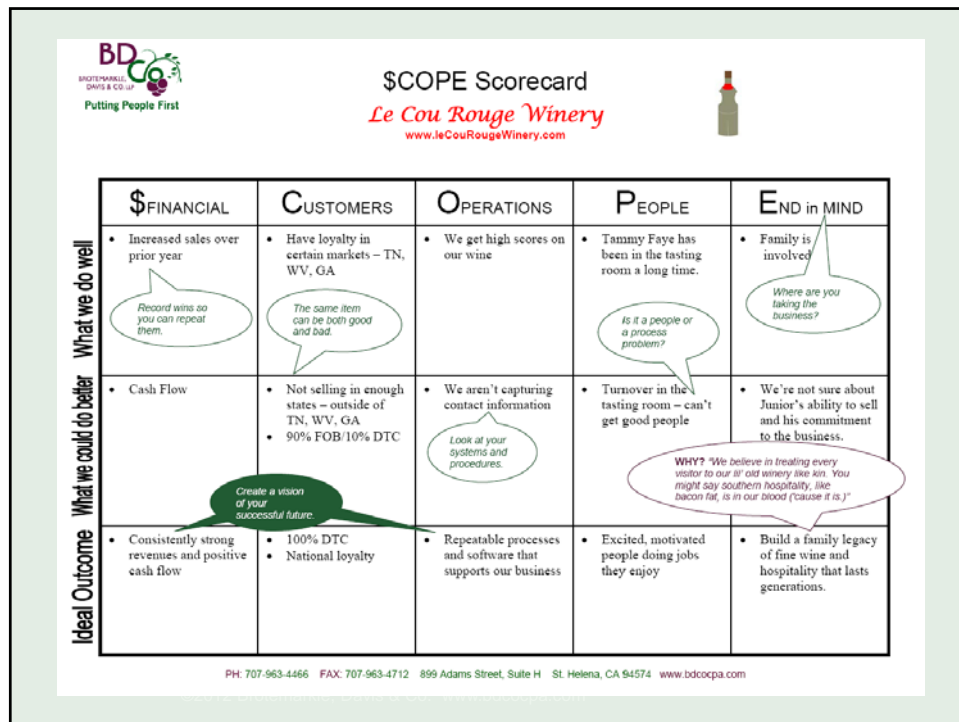 BD
Co
BROTEMARKLE,
DAVIS & CO. LLP
Putting People First
$COPE Scorecard
Le Cou Rouge Winery
www.leCouRougeWinery.com
$FINANCIAL
CUSTOMERS
OPERATIONS
PEOPLE
END in MIND
What we do well
• Increased sales over
prior year
Record wins so
you can repeat
them.
• Have loyalty in
certain markets – TN,
WV, GA
The same item
can be both good
and bad.
• We get high scores on
our wine
• Tammy Faye has
been in the tasting
room a long time.
Is it a people or
a process
problem?
• Family is
involved
Where are you
taking the
business?
What we could do better
• Cash Flow
• Not selling in enough
states – outside of
TN, WV, GA
• 90% FOB/10% DTC
• We aren't capturing
contact information
Look at your
systems and
procedures.
• Turnover in the
tasting room – can't
get good people
• We're not sure about
Junior's ability to sell
and his commitment
to the business.
WHY? "We believe in treating every
visitor to our lil' old winery like kin. You
might say southern hospitality, like
bacon fat, is in our blood ('cause it is.)"
Create a vision
of your
successful future.
Ideal Outcome
• Consistently strong
revenues and positive
cash flow
• 100% DTC
• National loyalty
• Repeatable processes
and software that
supports our business
• Excited, motivated
people doing jobs
they enjoy
• Build a family legacy
of fine wine and
hospitality that lasts
generations.
PH: 707-963-4466 FAX: 707-963-4712 899 Adams Street, Suite H St. Helena, CA 94574 www.bdcocpa.com
©2012 Brotemarkle, Davis & Co. www.bdcocpa.com